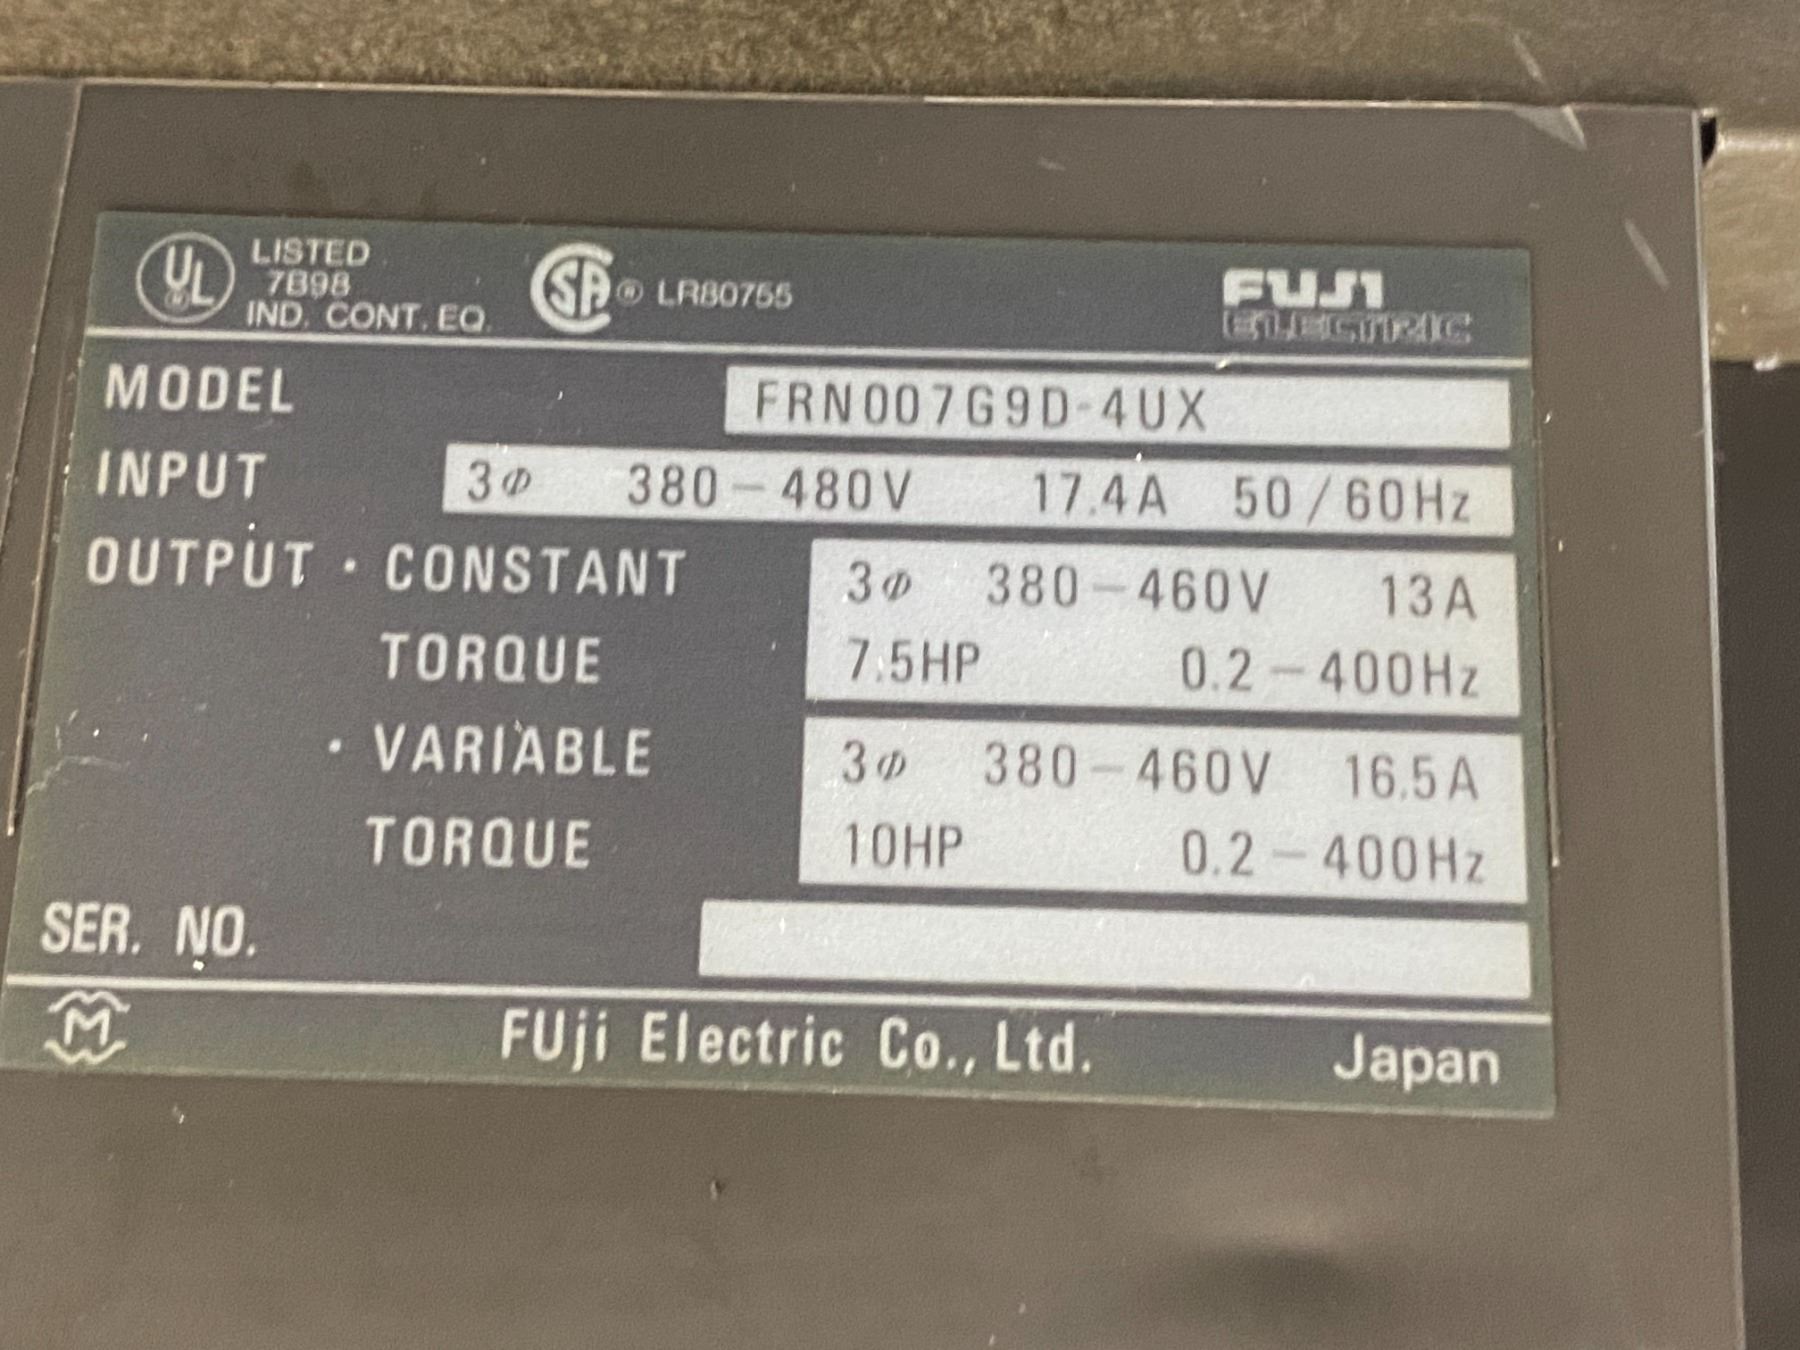 UL ® LISTED
7B98
IND. CONT. EQ.
SA ® LR80755
FUJI
ELECTRIC
MODEL FRN007G9D-4UX
INPUT 3Φ 380–480V 17.4A 50/60Hz
OUTPUT · CONSTANT 3Φ 380–460V 13A
TORQUE 7.5HP 0.2–400Hz
· VARIABLE 3Φ 380–460V 16.5A
TORQUE 10HP 0.2–400Hz
SER. NO.
M FUji Electric Co., Ltd. Japan